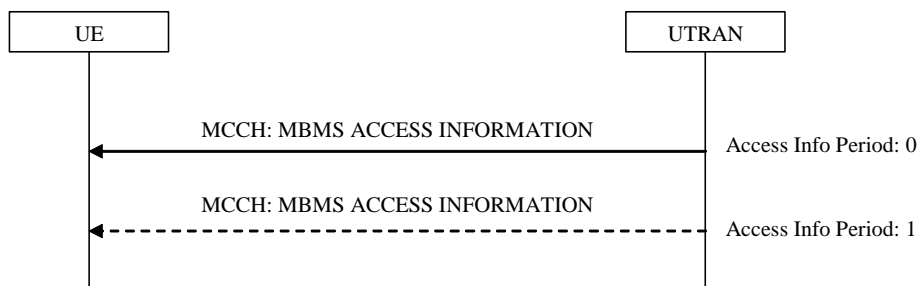 UE
UTRAN
MCCH: MBMS ACCESS INFORMATION
Access Info Period: 0
MCCH: MBMS ACCESS INFORMATION
Access Info Period: 1